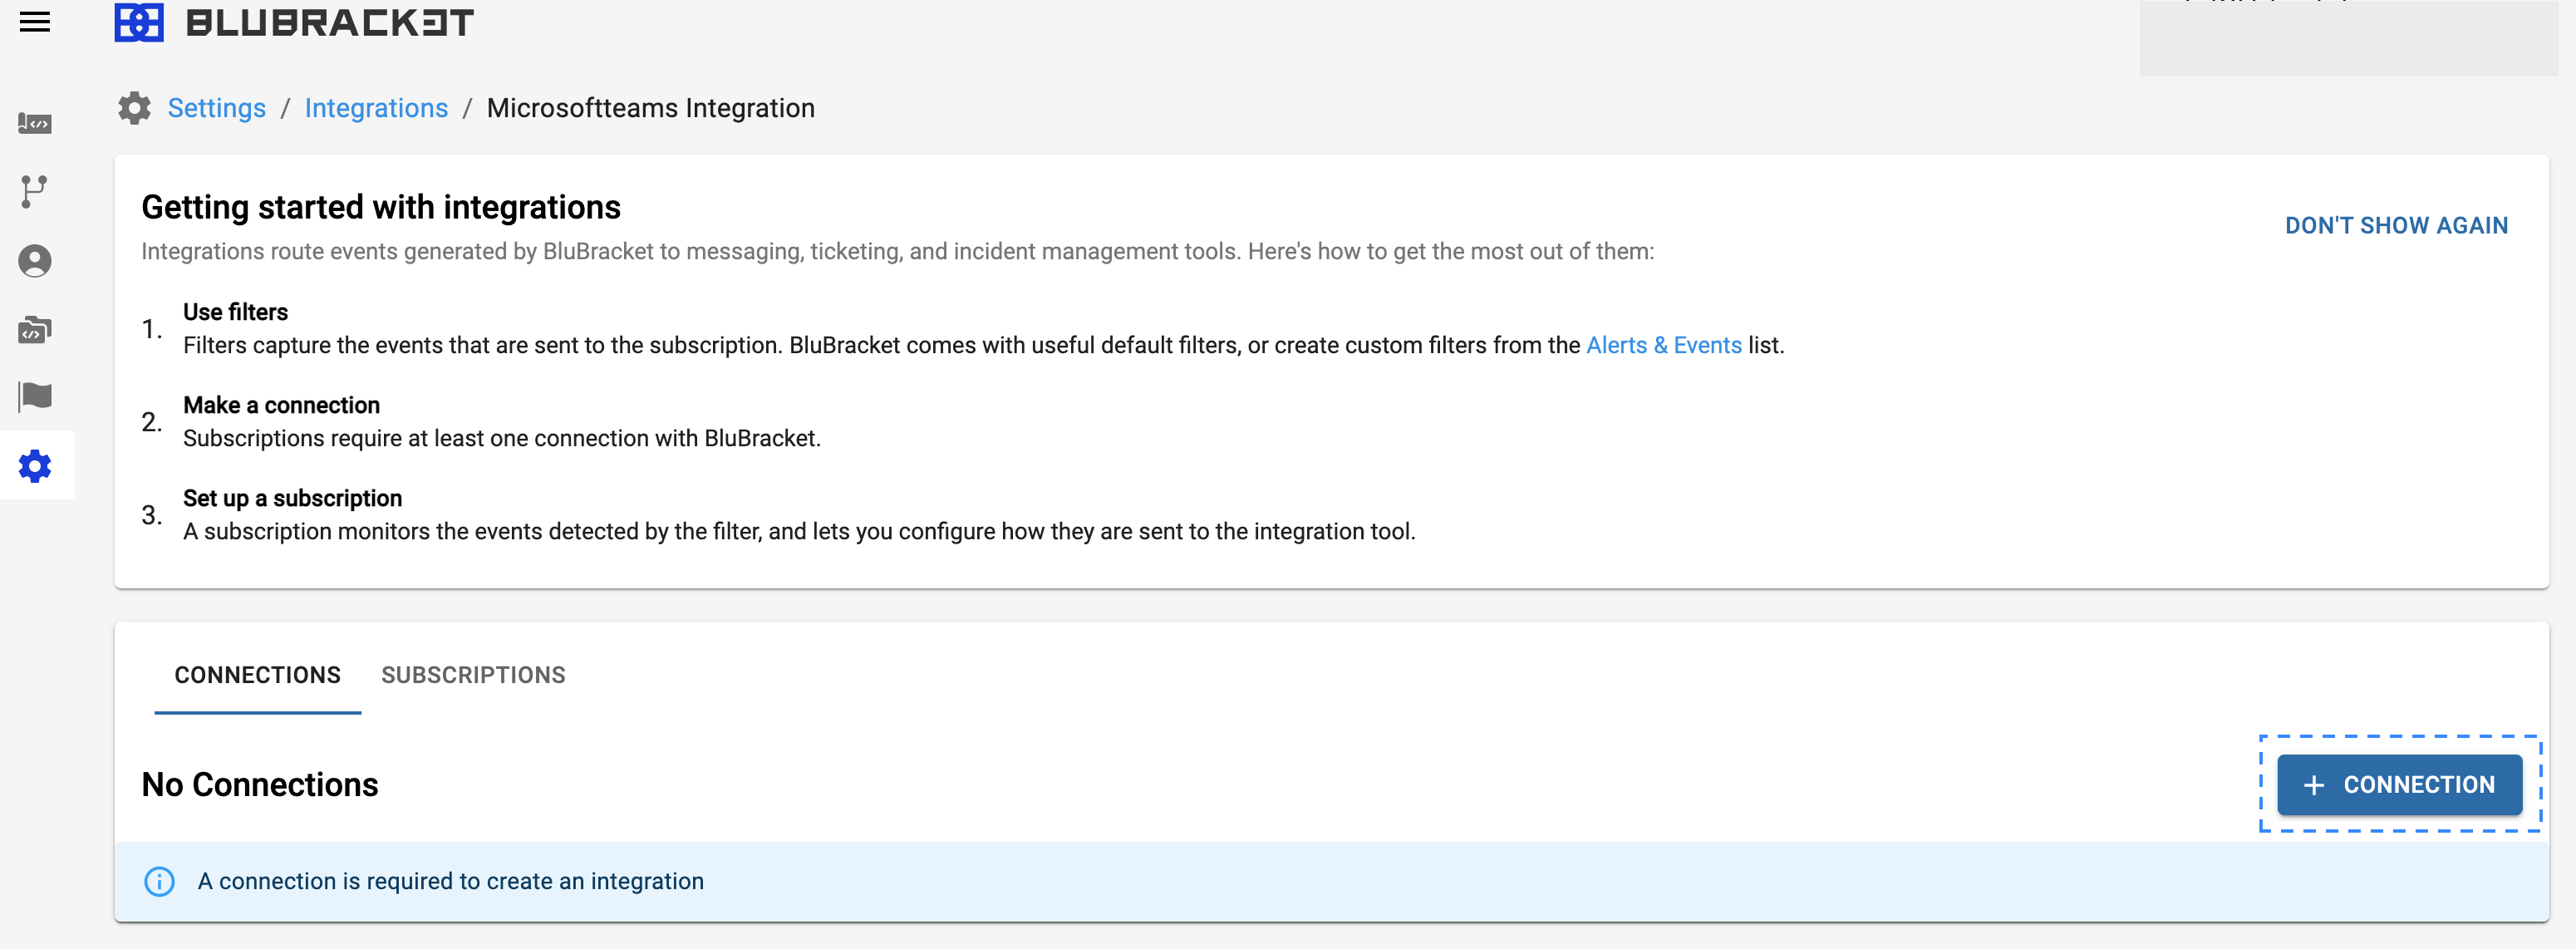 BLUBRACKET
Settings / Integrations / Microsoftteams Integration
Getting started with integrations
DON'T SHOW AGAIN
Integrations route events generated by BluBracket to messaging, ticketing, and incident management tools. Here's how to get the most out of them:
1. Use filters
Filters capture the events that are sent to the subscription. BluBracket comes with useful default filters, or create custom filters from the Alerts & Events list.
2. Make a connection
Subscriptions require at least one connection with BluBracket.
3. Set up a subscription
A subscription monitors the events detected by the filter, and lets you configure how they are sent to the integration tool.
CONNECTIONS SUBSCRIPTIONS
No Connections
+ CONNECTION
A connection is required to create an integration